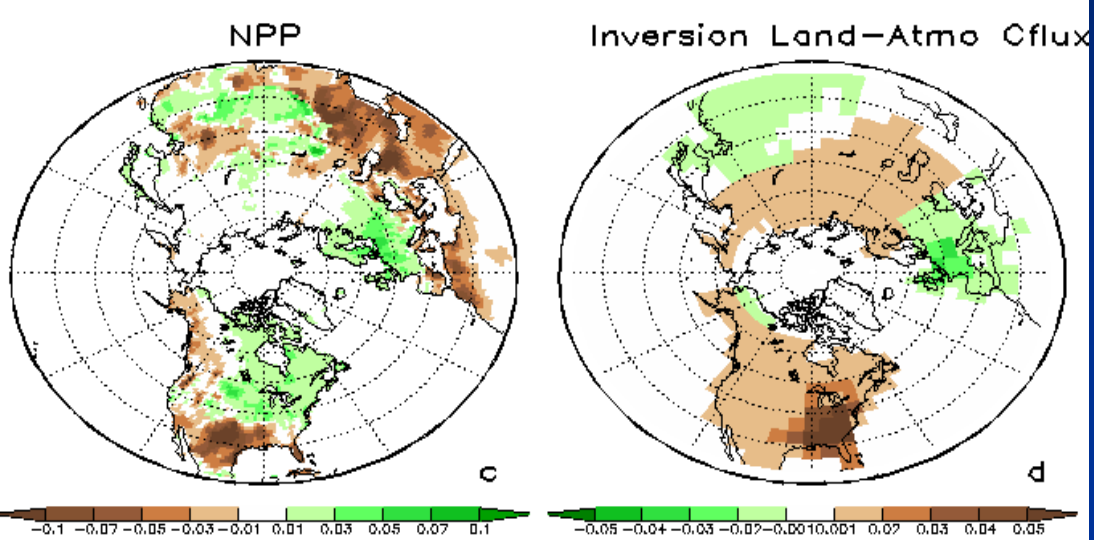 NPP
Inversion Land-Atmo Cflux
c
d
-0.1 -0.07 -0.05 -0.03 -0.01 0.01 0.03 0.05 0.07 0.1
-0.05 -0.04 -0.03 -0.02 -0.0010.001 0.02 0.03 0.04 0.05